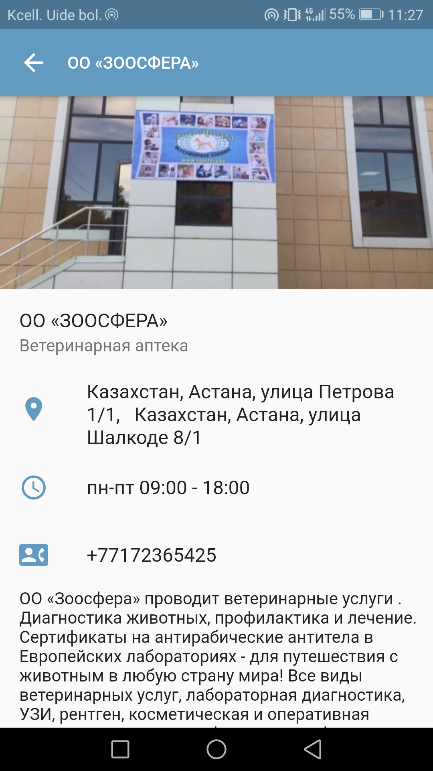 Kcell. Uide bol.
4G
55%
11:27
ОО «ЗООСФЕРА»
ОО «ЗООСФЕРА»
Ветеринарная аптека
Казахстан, Астана, улица Петрова
1/1, Казахстан, Астана, улица
Шалкоде 8/1
пн-пт 09:00 - 18:00
+77172365425
ОО «Зоосфера» проводит ветеринарные услуги .
Диагностика животных, профилактика и лечение.
Сертификаты на антирабические антитела в
Европейских лабораториях - для путешествия с
животным в любую страну мира! Все виды
ветеринарных услуг, лабораторная диагностика,
УЗИ, рентген, косметическая и оперативная